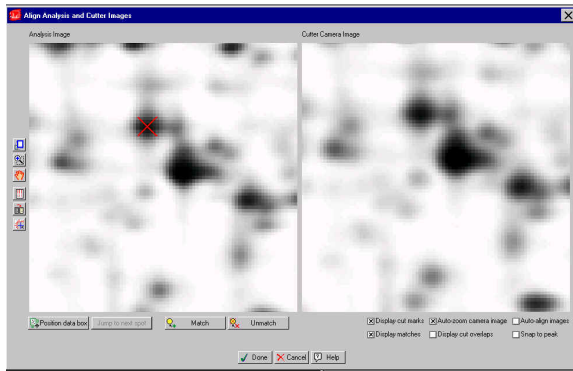 Align Analysis and Cutter Images
Analysis Image
Cutter Camera Image
Position data box
Jump to next spot
Match
Unmatch
Display cut marks
Auto-zoom camera image
Auto-align images
Display matches
Display cut overlaps
Snap to peak
Done
Cancel
Help